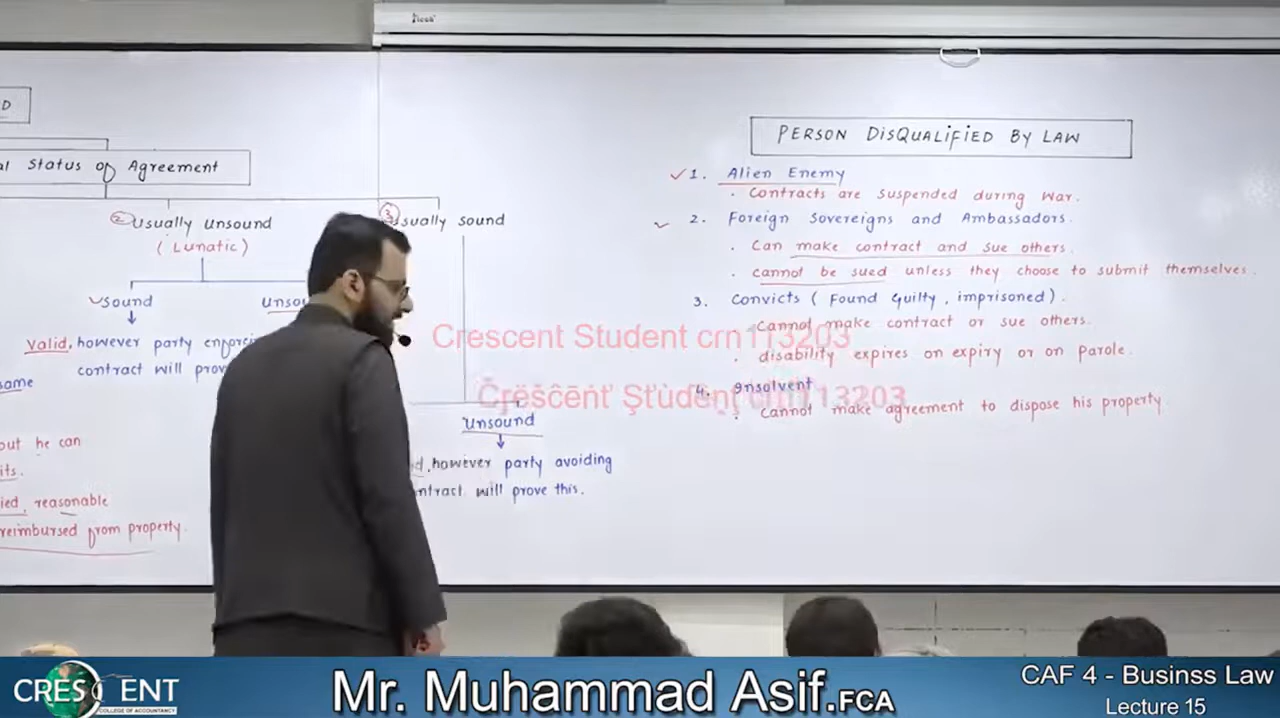 D
al Status of Agreement
② Usually unsound
(Lunatic)
sound
unsou
Valid, however party enforcin
contract will prov
same
out he can
its.
ied, reasonable
reimbursed from property.
③ usually sound
Unsound
d, however party avoiding
ntract will prove this.
PERSON DISQUALIFIED BY LAW
1. Alien Enemy
. Contracts are suspended during war.
2. Foreign Sovereigns and Ambassadors.
. Can make contract and sue others.
. cannot be sued unless they choose to submit themselves.
3. Convicts ( Found Guilty, imprisoned).
. Cannot make contract or sue others.
. disability expires on expiry or on parole.
4. Insolvent
. Cannot make agreement to dispose his property
Crescent Student crn113203
Crescent Student crn113203
CRESCENT
COLLEGE OF ACCOUNTANCY
Mr. Muhammad Asif.FCA
CAF 4 - Businss Law
Lecture 15